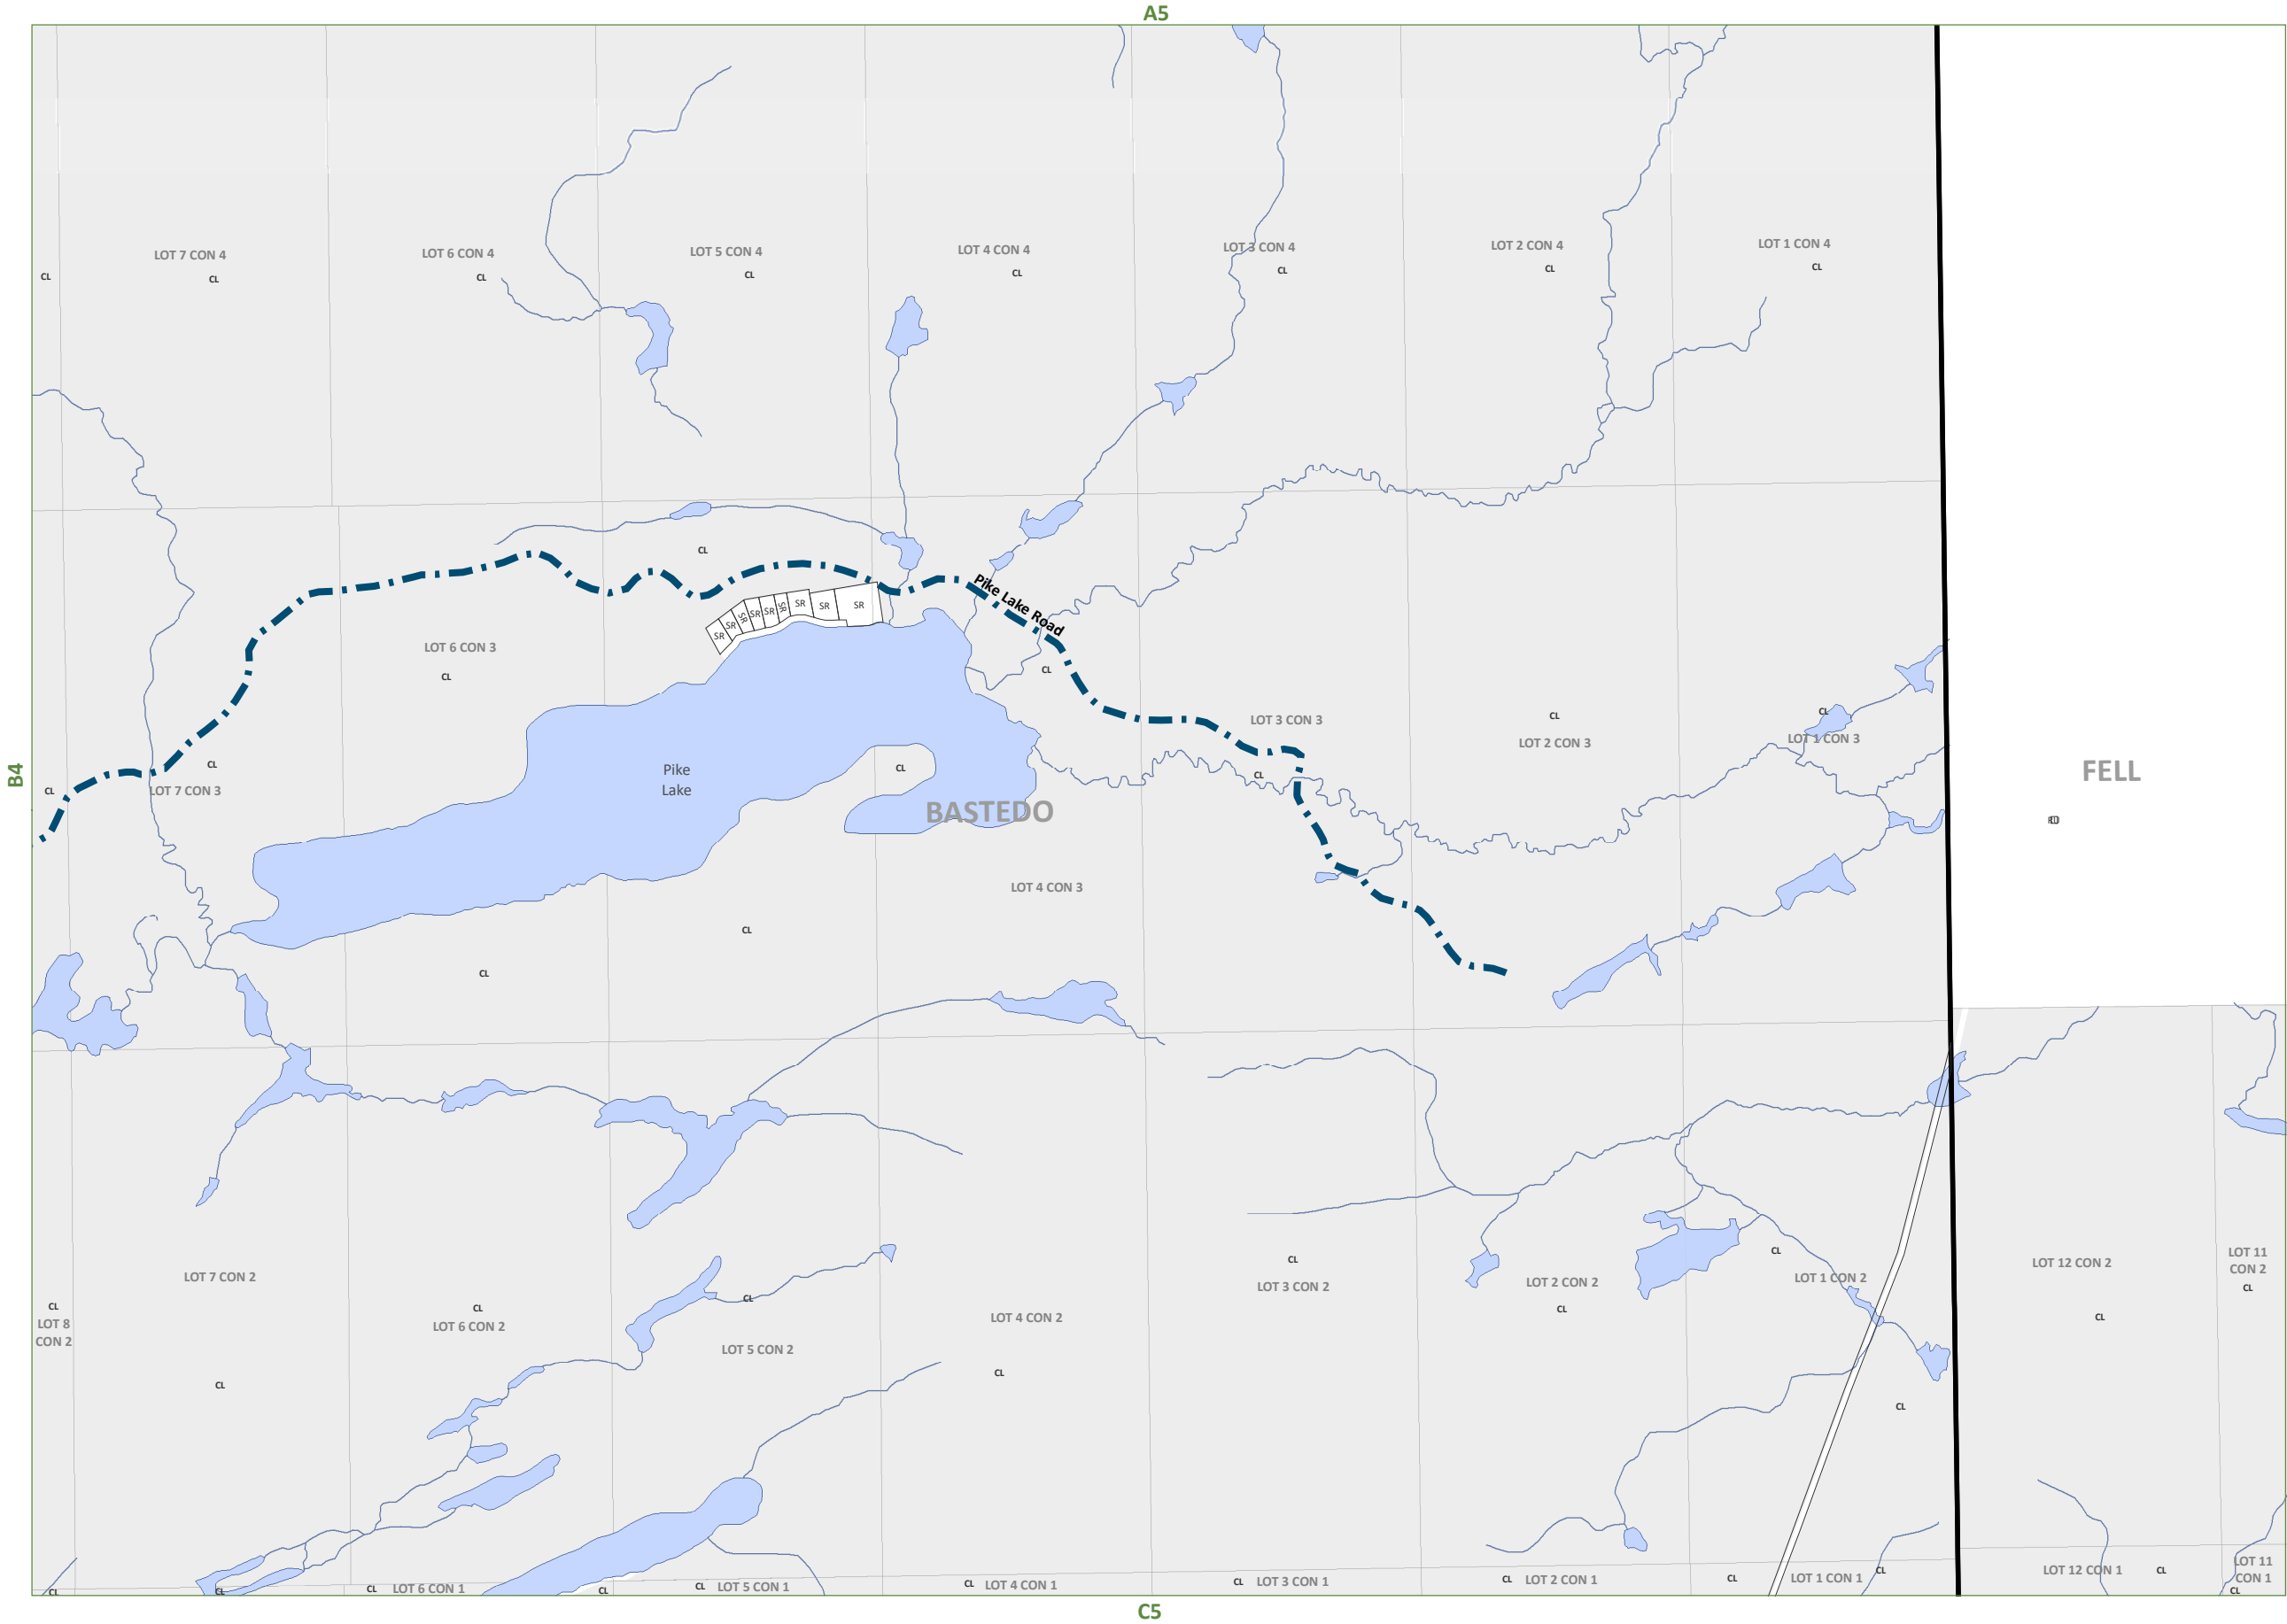 A5
LOT 7 CON 4
LOT 6 CON 4
LOT 5 CON 4
LOT 4 CON 4
LOT 3 CON 4
LOT 2 CON 4
LOT 1 CON 4
CL
CL
CL
CL
CL
CL
CL
CL
CL
Pike Lake Road
SR
SR
SR
SR
SR
SR
SR
SR
SR
LOT 6 CON 3
CL
CL
LOT 3 CON 3
CL
LOT 2 CON 3
CL
LOT 1 CON 3
B4
CL
CL
LOT 7 CON 3
Pike
Lake
CL
CL
BASTEDO
FELL
LOT 4 CON 3
CL
CL
LOT 7 CON 2
CL
LOT 8
CON 2
CL
CL
LOT 6 CON 2
CL
LOT 5 CON 2
LOT 4 CON 2
CL
CL
LOT 3 CON 2
LOT 2 CON 2
CL
CL
LOT 1 CON 2
CL
LOT 12 CON 2
CL
LOT 11
CON 2
CL
CL
CL
CL
LOT 6 CON 1
CL
CL
LOT 5 CON 1
CL
LOT 4 CON 1
CL
LOT 3 CON 1
CL
LOT 2 CON 1
CL
LOT 1 CON 1
CL
LOT 12 CON 1
CL
LOT 11
CON 1
CL
C5